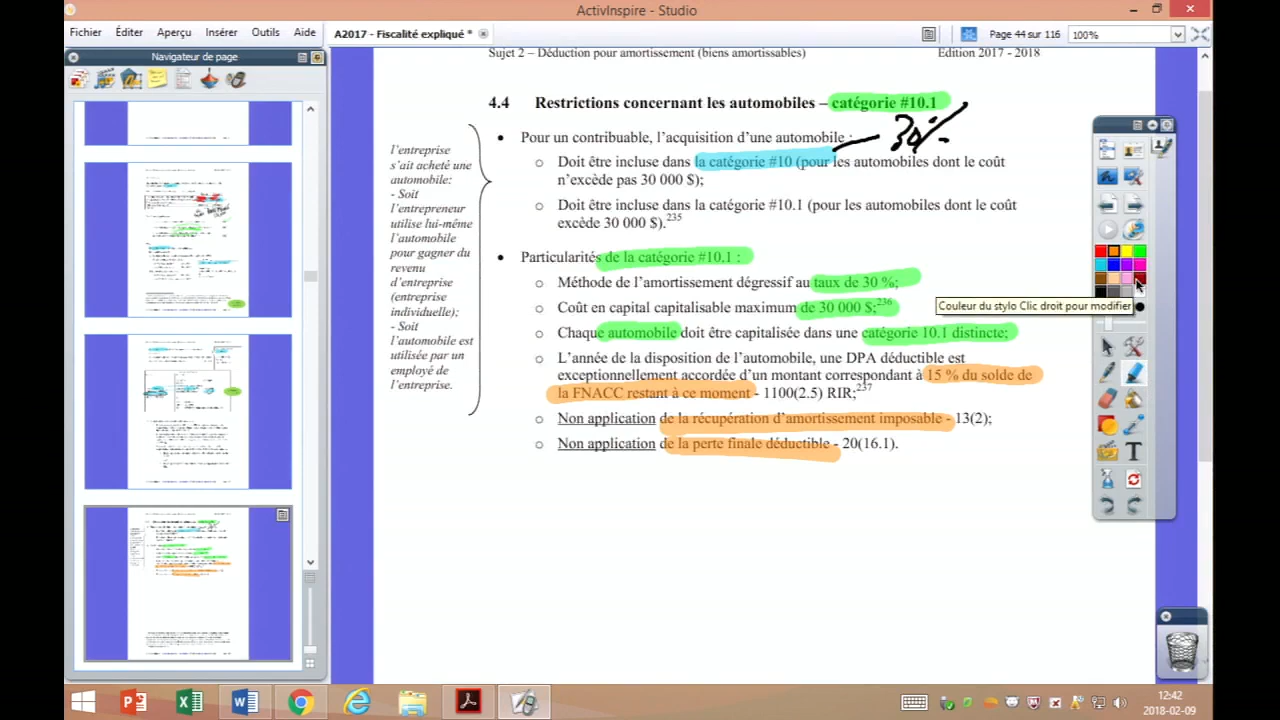 ActivInspire - Studio
Fichier Éditer Aperçu Insérer Outils Aide
A2017 - Fiscalité expliqué *
Page 44 sur 116
100%
Navigateur de page
Sujet 2 – Déduction pour amortissement (biens amortissables)
Edition 2017 - 2018
4.4 Restrictions concernant les automobiles – catégorie #10.1
30%
l'entreprise
s'ait acheté une
automobile:
- Soit
l'entrepreneur
utilise lui-même
l'automobile
pour gagner du
revenu
d'entreprise
(entreprise
individuelle);
- Soit
l'automobile est
utilisée par un
employé de
l'entreprise.
• Pour un contribuable, l'acquisition d'une automobile :
o Doit être incluse dans la catégorie #10 (pour les automobiles dont le coût
n'excède pas 30 000 $);
o Doit être incluse dans la catégorie #10.1 (pour les automobiles dont le coût
excède 30 000 $).235
• Particularités de la catégorie #10.1 :
o Méthode de l'amortissement dégressif au taux de 30 %;
o Coût en capital capitalisable maximum de 30 000 $;236
o Chaque automobile doit être capitalisée dans une catégorie 10.1 distincte;
o L'année de la disposition de l'automobile, une DPA déductible est
exceptionnellement accordée d'un montant correspondant à 15 % du solde de
la FNACC restant à ce moment - 1100(2.5) RIR;237
o Non application de la récupération d'amortissement imposable - 13(2);
o Non application de la perte finale déductible - 20(16.1).
Couleur du stylo Clic droit pour modifier
12:42
2018-02-09